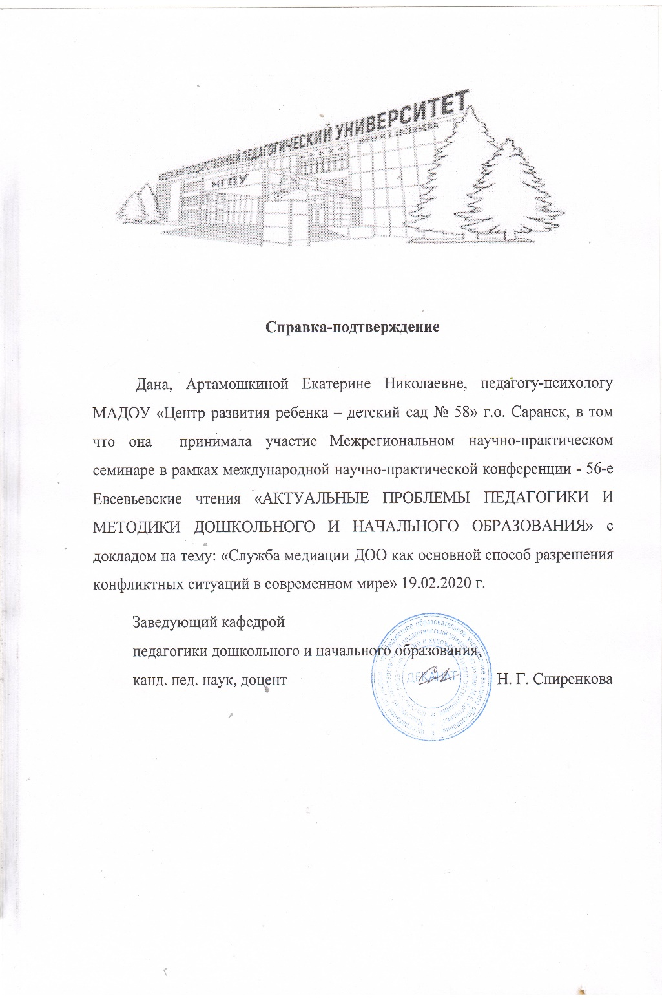 МОРДОВСКИЙ ГОСУДАРСТВЕННЫЙ ПЕДАГОГИЧЕСКИЙ УНИВЕРСИТЕТ
ИМЕНИ М.Е. ЕВСЕВЬЕВА
МГПУ
Справка-подтверждение
Дана, Артамошкиной Екатерине Николаевне, педагогу-психологу
МАДОУ «Центр развития ребенка – детский сад № 58» г.о. Саранск, в том
что она принимала участие Межрегиональном научно-практическом
семинаре в рамках международной научно-практической конференции - 56-е
Евсевьевские чтения «АКТУАЛЬНЫЕ ПРОБЛЕМЫ ПЕДАГОГИКИ И
МЕТОДИКИ ДОШКОЛЬНОГО И НАЧАЛЬНОГО ОБРАЗОВАНИЯ» с
докладом на тему: «Служба медиации ДОО как основной способ разрешения
конфликтных ситуаций в современном мире» 19.02.2020 г.
Заведующий кафедрой
педагогики дошкольного и начального образования,
канд. пед. наук, доцент Н. Г. Спиренкова
ДЕКАНАТ